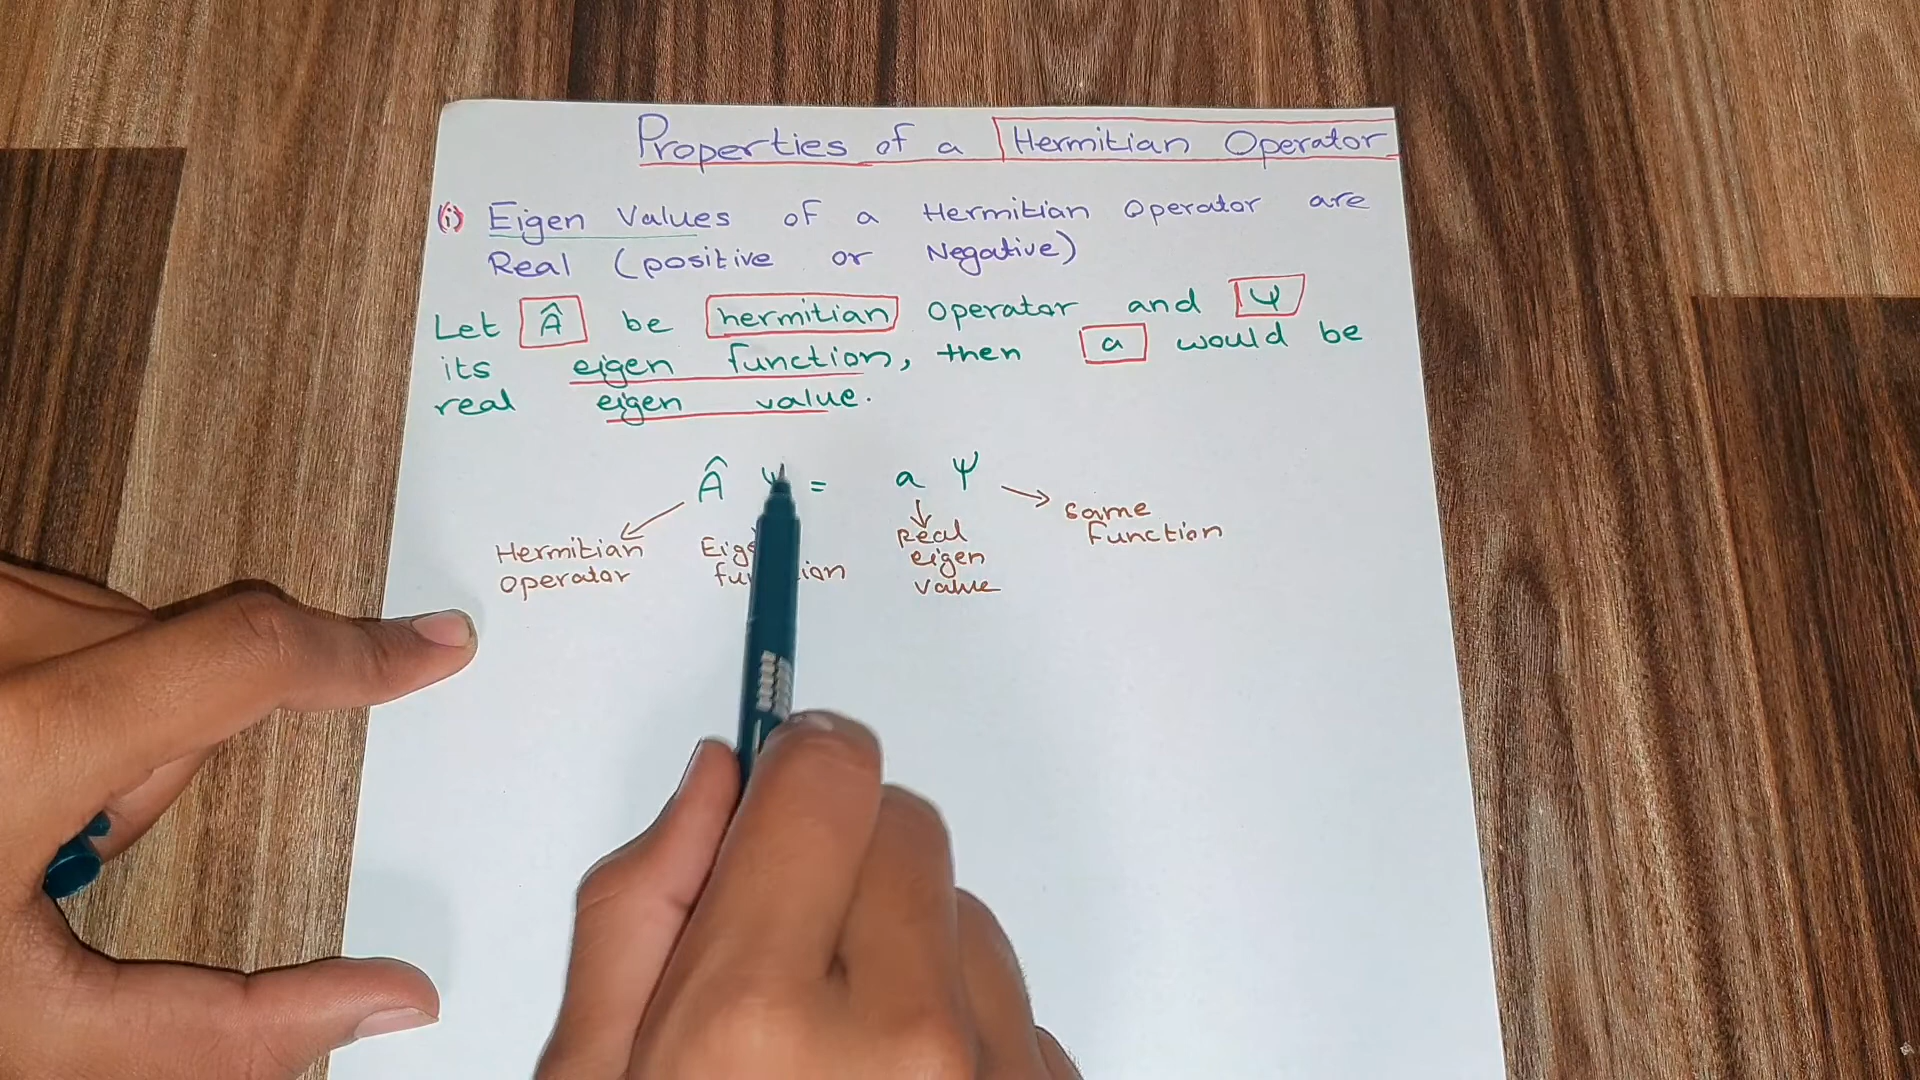 Properties of a Hermitian Operator
(i) Eigen Values of a Hermitian Operator are
Real (positive or Negative)
Let Â be hermitian operator and Ψ
its eigen function, then a would be
real eigen value.
Â Ψ = a Ψ
Hermitian
operator
function
Real
eigen
value
Same
Function